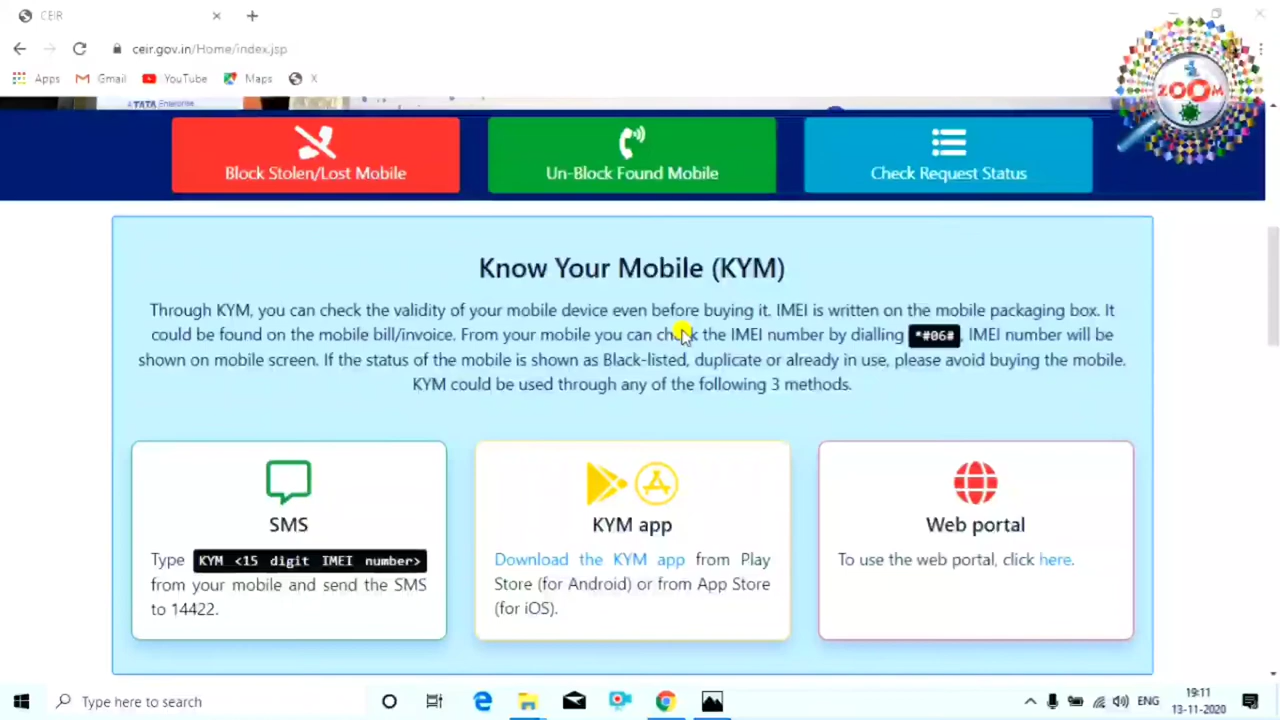 CEIR
ceir.gov.in/Home/index.jsp
Apps Gmail YouTube Maps X
A TATA Enterprise
ZOOM
Block Stolen/Lost Mobile
Un-Block Found Mobile
Check Request Status
Know Your Mobile (KYM)
Through KYM, you can check the validity of your mobile device even before buying it. IMEI is written on the mobile packaging box. It
could be found on the mobile bill/invoice. From your mobile you can check the IMEI number by dialling *#06#, IMEI number will be
shown on mobile screen. If the status of the mobile is shown as Black-listed, duplicate or already in use, please avoid buying the mobile.
KYM could be used through any of the following 3 methods.
SMS
Type KYM <15 digit IMEI number>
from your mobile and send the SMS
to 14422.
KYM app
Download the KYM app from Play
Store (for Android) or from App Store
(for iOS).
Web portal
To use the web portal, click here.
Type here to search
ENG
19:11
13-11-2020